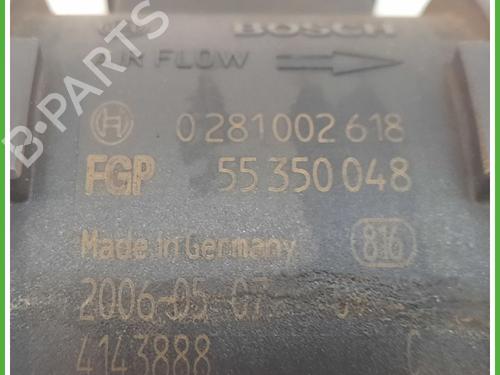 BOSCH
AIR FLOW
0 281 002 618
FGP 55 350 048
Made in Germany 816
2006-05-07
4143888
B-PARTS